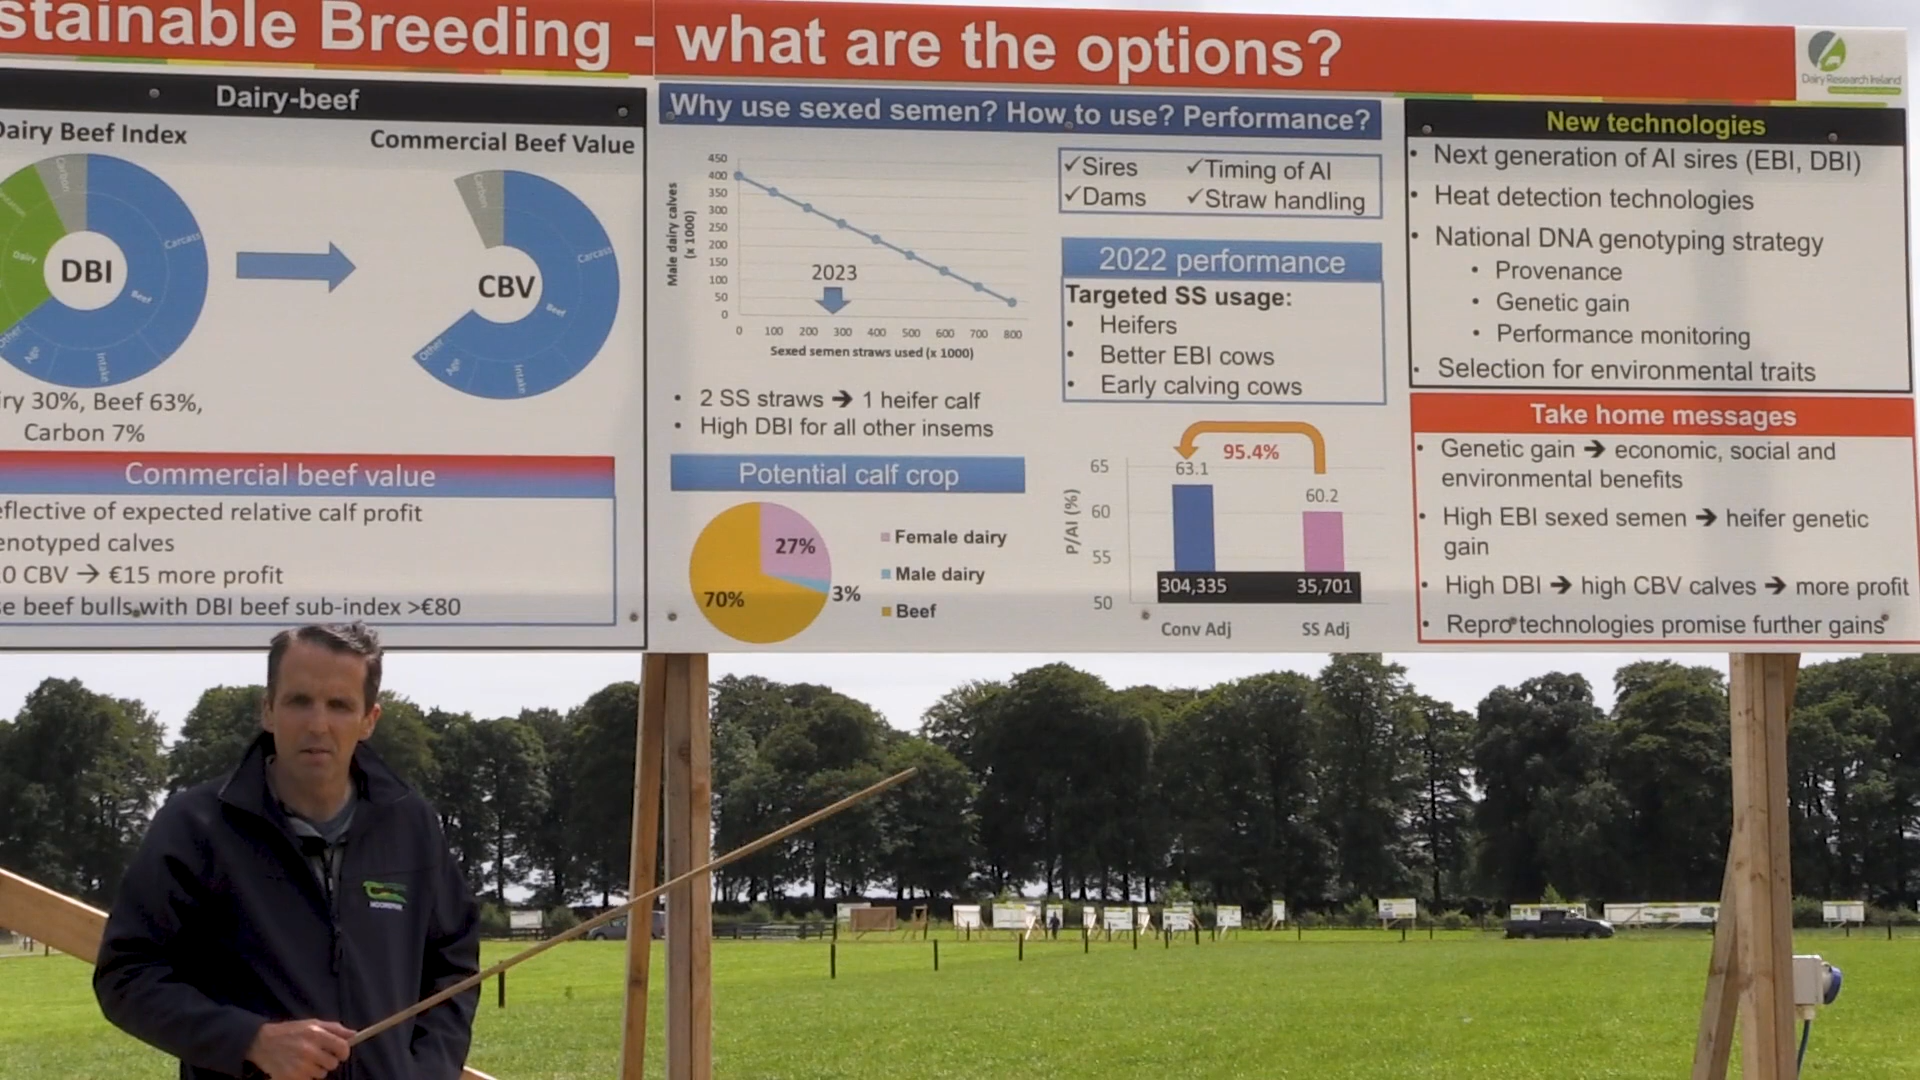 stainable Breeding - what are the options?
Dairy Research Ireland
Dairy-beef
Dairy Beef Index
Commercial Beef Value
Carbon
Dairy
DBI
Carcass
Beef
Other
Age
Intake
Carbon
CBV
Carcass
Beef
Other
Age
Intake
iry 30%, Beef 63%,
Carbon 7%
Commercial beef value
eflective of expected relative calf profit
enotyped calves
0 CBV → €15 more profit
se beef bulls with DBI beef sub-index >€80
Why use sexed semen? How to use? Performance?
Male dairy calves
(x 1000)
450
400
350
300
250
200
150
100
50
0
2023
0 100 200 300 400 500 600 700 800
Sexed semen straws used (x 1000)
• 2 SS straws ➔ 1 heifer calf
• High DBI for all other insems
Potential calf crop
27%
3%
70%
Female dairy
Male dairy
Beef
✓Sires ✓Timing of AI
✓Dams ✓Straw handling
2022 performance
Targeted SS usage:
• Heifers
• Better EBI cows
• Early calving cows
95.4%
P/AI (%)
65
60
55
50
63.1
60.2
304,335 35,701
Conv Adj SS Adj
New technologies
• Next generation of AI sires (EBI, DBI)
• Heat detection technologies
• National DNA genotyping strategy
• Provenance
• Genetic gain
• Performance monitoring
• Selection for environmental traits
Take home messages
• Genetic gain ➔ economic, social and
environmental benefits
• High EBI sexed semen ➔ heifer genetic
gain
• High DBI ➔ high CBV calves ➔ more profit
• Repro technologies promise further gains
MOOREPARK